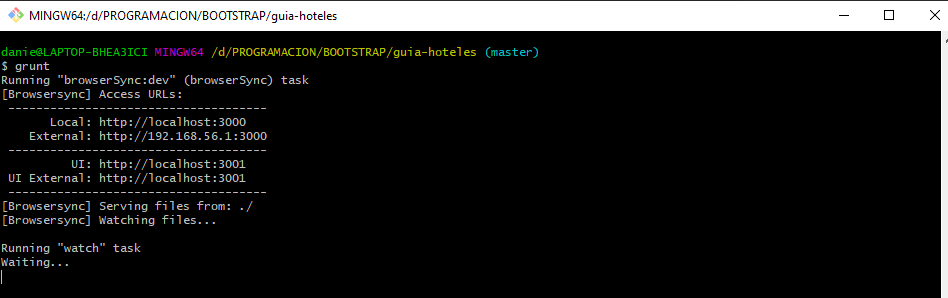 MINGW64:/d/PROGRAMACION/BOOTSTRAP/guia-hoteles
danie@LAPTOP-BHEA3ICI MINGW64 /d/PROGRAMACION/BOOTSTRAP/guia-hoteles (master)
$ grunt
Running "browserSync:dev" (browserSync) task
[Browsersync] Access URLs:
 -------------------------------------
       Local: http://localhost:3000
    External: http://192.168.56.1:3000
 -------------------------------------
          UI: http://localhost:3001
 UI External: http://localhost:3001
 -------------------------------------
[Browsersync] Serving files from: ./
[Browsersync] Watching files...
Running "watch" task
Waiting...